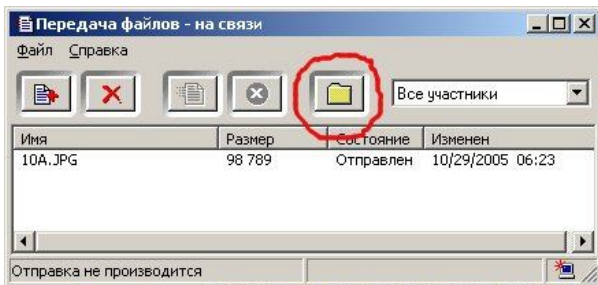 Передача файлов - на связи
Файл Справка
Все участники
Имя Размер Состояние Изменен
10A.JPG 98 789 Отправлен 10/29/2005 06:23
Отправка не производится